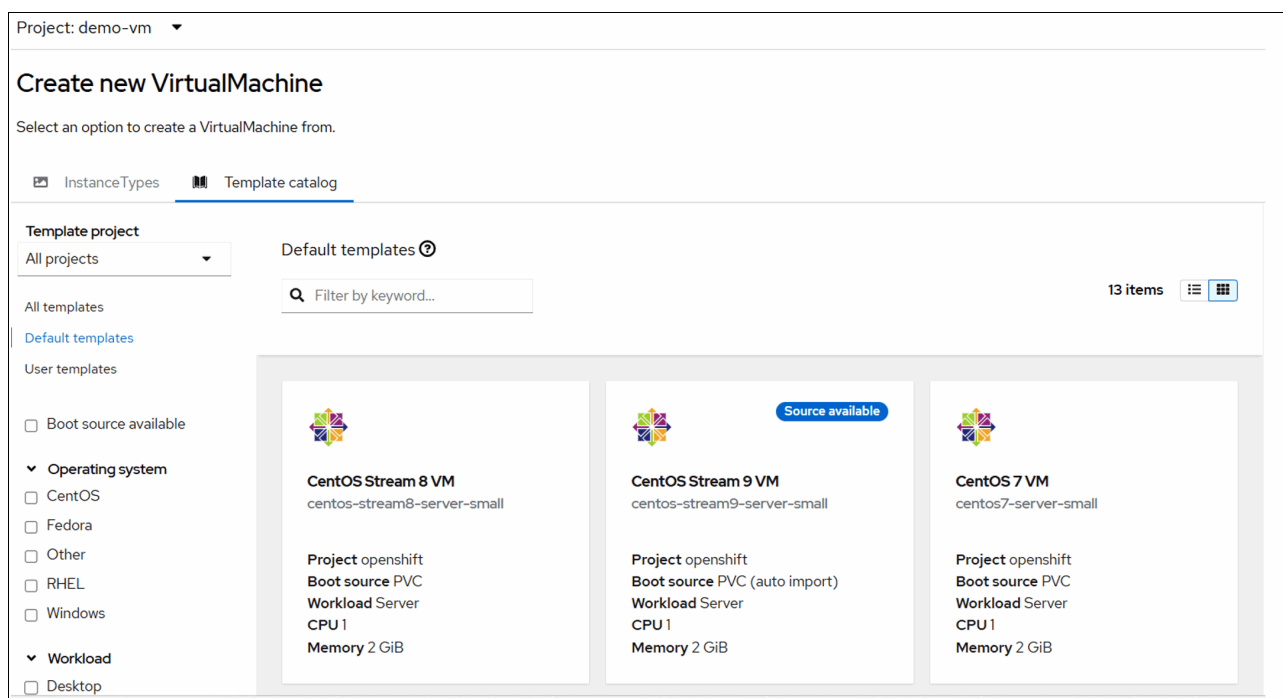 Project: demo-vm
Create new VirtualMachine
Select an option to create a VirtualMachine from.
InstanceTypes
Template catalog
Template project
All projects
All templates
Default templates
User templates
Boot source available
Operating system
CentOS
Fedora
Other
RHEL
Windows
Workload
Desktop
Default templates
Filter by keyword...
13 items
CentOS Stream 8 VM
centos-stream8-server-small
Project openshift
Boot source PVC
Workload Server
CPU 1
Memory 2 GiB
Source available
CentOS Stream 9 VM
centos-stream9-server-small
Project openshift
Boot source PVC (auto import)
Workload Server
CPU 1
Memory 2 GiB
CentOS 7 VM
centos7-server-small
Project openshift
Boot source PVC
Workload Server
CPU 1
Memory 2 GiB